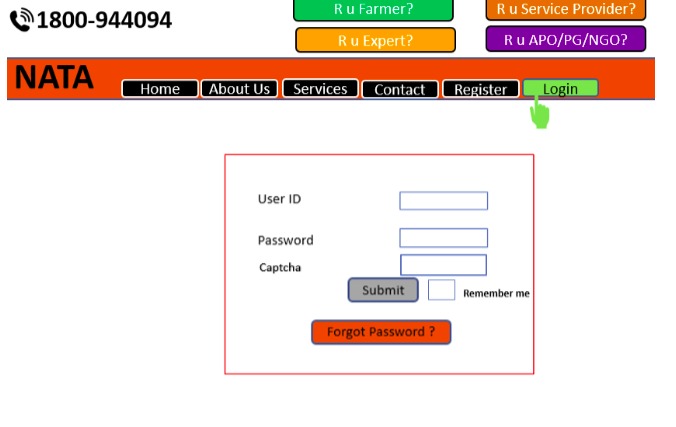 R u Farmer?
R u Service Provider?
1800-944094
R u Expert?
R u APO/PG/NGO?
NATA
Home
About Us
Services
Contact
Register
Login
User ID
Password
Captcha
Submit
Remember me
Forgot Password ?